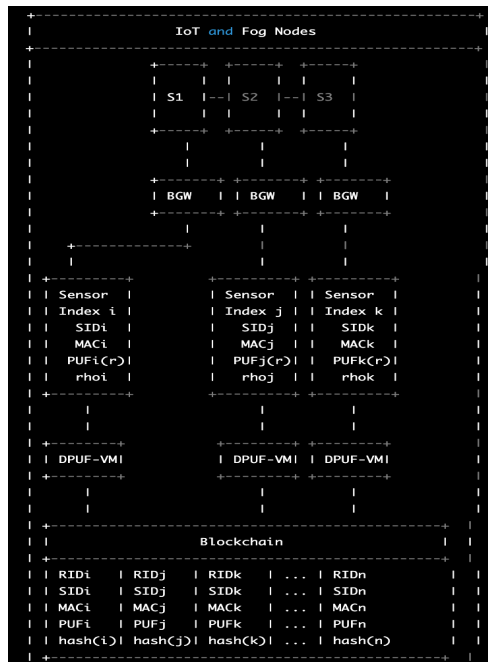 IoT and Fog Nodes
S1 |--| S2 |--| S3
BGW | | BGW | | BGW
Sensor Sensor Sensor
Index i Index j Index k
SIDi SIDj SIDk
MACi MACj MACk
PUFi(r) PUFj(r) PUFk(r)
rhoi rhoj rhok
DPUF-VM| | DPUF-VM| | DPUF-VM|
Blockchain
RIDi | RIDj | RIDk | ... | RIDn
SIDi | SIDj | SIDk | ... | SIDn
MACi | MACj | MACk | ... | MACn
PUFi | PUFj | PUFk | ... | PUFn
hash(i)| hash(j)| hash(k)| ... | hash(n)